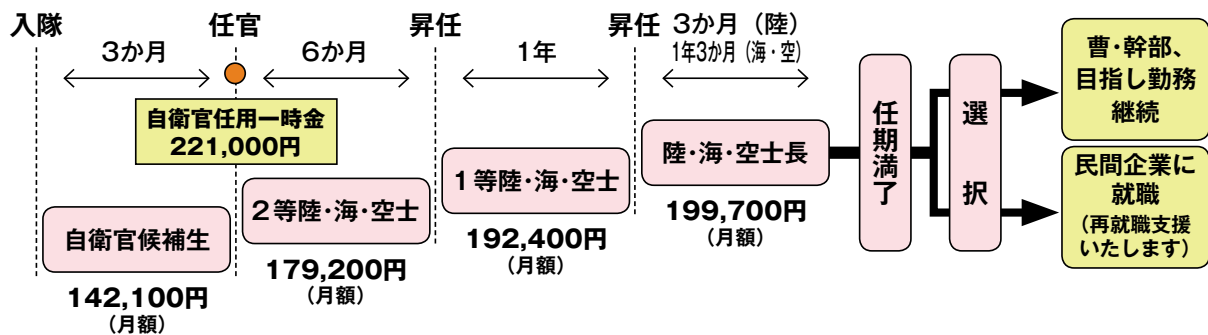 入隊
任官
昇任
昇任
3か月
6か月
1年
3か月（陸）
1年3か月（海・空）
自衛官任用一時金
221,000円
自衛官候補生
142,100円
（月額）
2等陸・海・空士
179,200円
（月額）
1等陸・海・空士
192,400円
（月額）
陸・海・空士長
199,700円
（月額）
任期満了
選択
曹・幹部、
目指し勤務
継続
民間企業に
就職
（再就職支援
いたします）